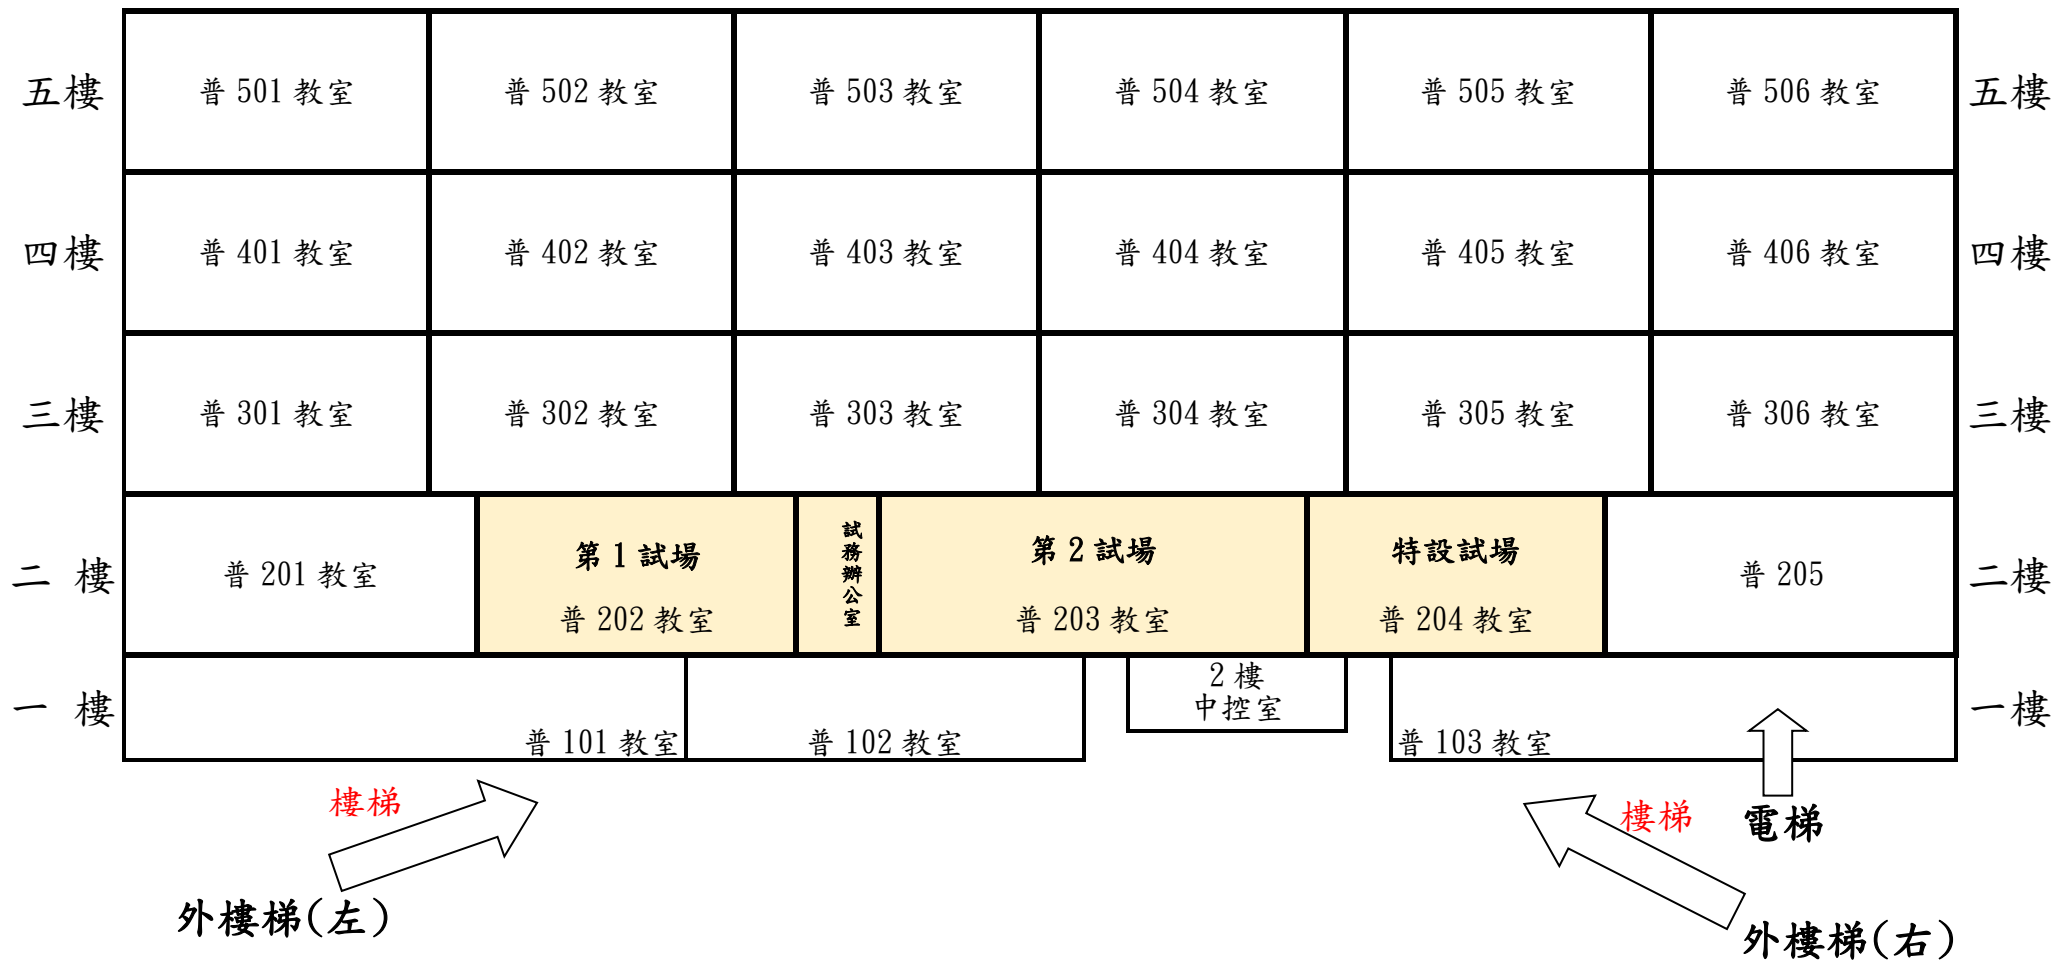 五樓 普 501 教室 普 502 教室 普 503 教室 普 504 教室 普 505 教室 普 506 教室 五樓
四樓 普 401 教室 普 402 教室 普 403 教室 普 404 教室 普 405 教室 普 406 教室 四樓
三樓 普 301 教室 普 302 教室 普 303 教室 普 304 教室 普 305 教室 普 306 教室 三樓
二 樓
普 201 教室
第 1 試場
普 202 教室
試務辦公室
第 2 試場
普 203 教室
特設試場
普 204 教室
普 205
二樓
一 樓
普 101 教室
普 102 教室
2 樓
中控室
普 103 教室
一樓
樓梯
外樓梯(左)
樓梯
電梯
外樓梯(右)